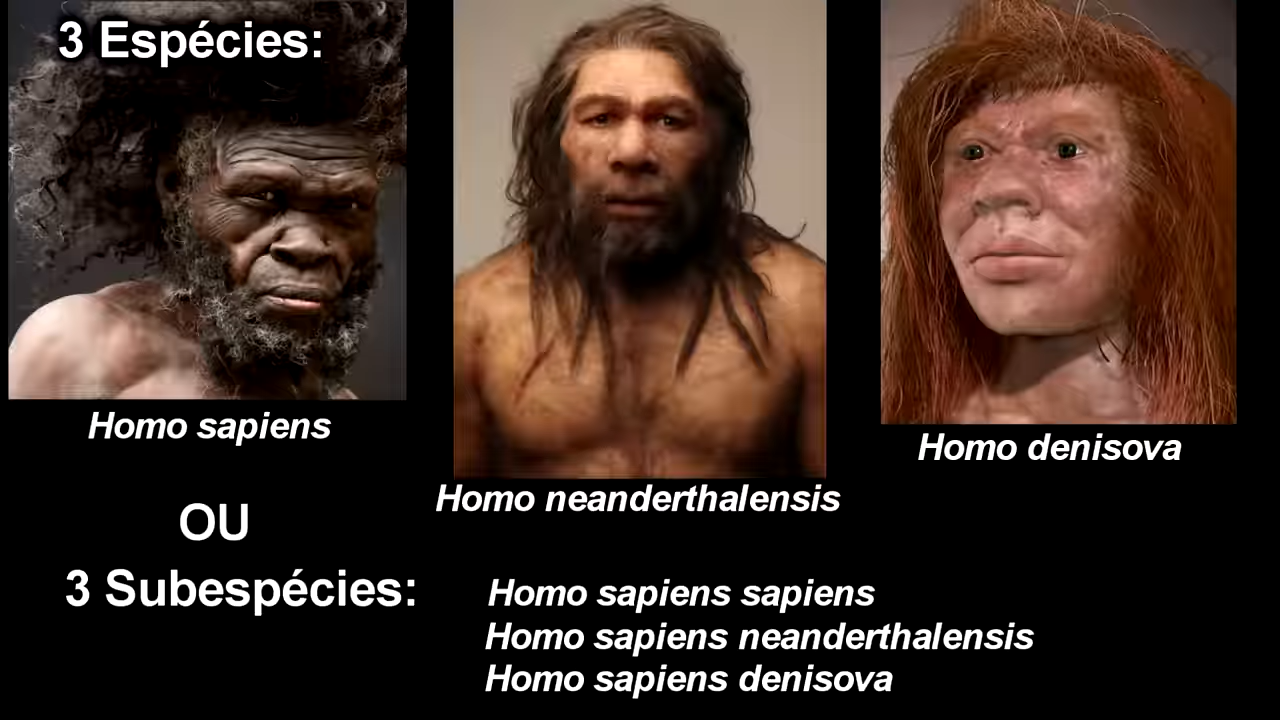 3 Espécies:
Homo sapiens
Homo neanderthalensis
Homo denisova
OU
3 Subespécies:
Homo sapiens sapiens
Homo sapiens neanderthalensis
Homo sapiens denisova